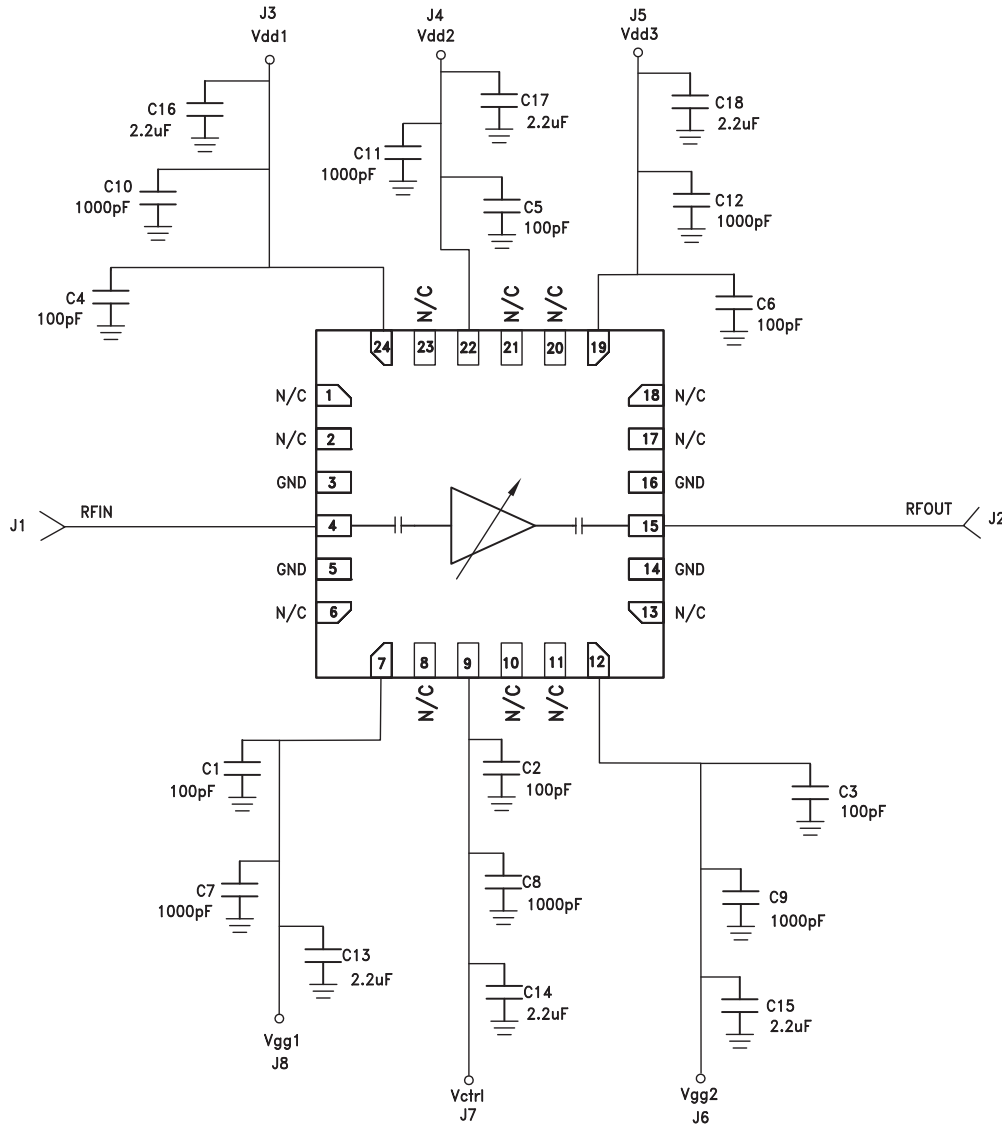 J3
Vdd1
J4
Vdd2
J5
Vdd3
C16
2.2uF
C17
2.2uF
C18
2.2uF
C11
1000pF
C10
1000pF
C5
100pF
C12
1000pF
C4
100pF
C6
100pF
N/C
N/C
N/C
24
23
22
21
20
19
N/C
1
18
N/C
N/C
2
17
N/C
GND
3
16
GND
J1
RFIN
4
15
RFOUT
J2
GND
5
14
GND
N/C
6
13
N/C
7
8
9
10
11
12
N/C
N/C
N/C
C1
100pF
C2
100pF
C3
100pF
C7
1000pF
C8
1000pF
C9
1000pF
C13
2.2uF
C14
2.2uF
C15
2.2uF
Vgg1
J8
Vctrl
J7
Vgg2
J6